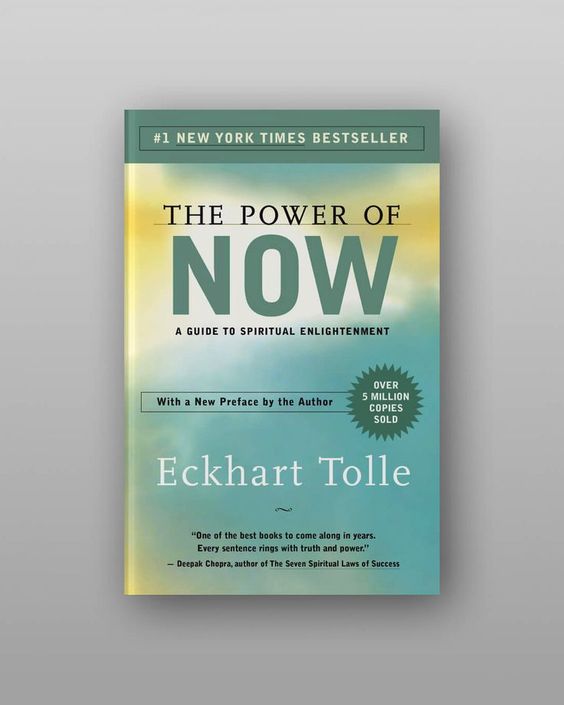 #1 NEW YORK TIMES BESTSELLER
THE POWER OF
NOW
A GUIDE TO SPIRITUAL ENLIGHTENMENT
With a New Preface by the Author
OVER
5 MILLION
COPIES
SOLD
Eckhart Tolle
“One of the best books to come along in years.
Every sentence rings with truth and power.”
— Deepak Chopra, author of The Seven Spiritual Laws of Success